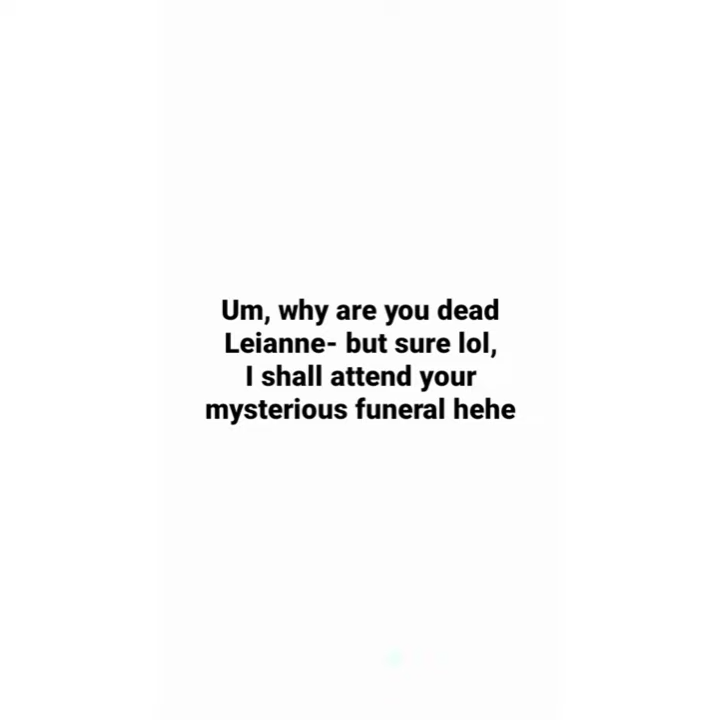 Um, why are you dead
Leianne- but sure lol,
I shall attend your
mysterious funeral hehe